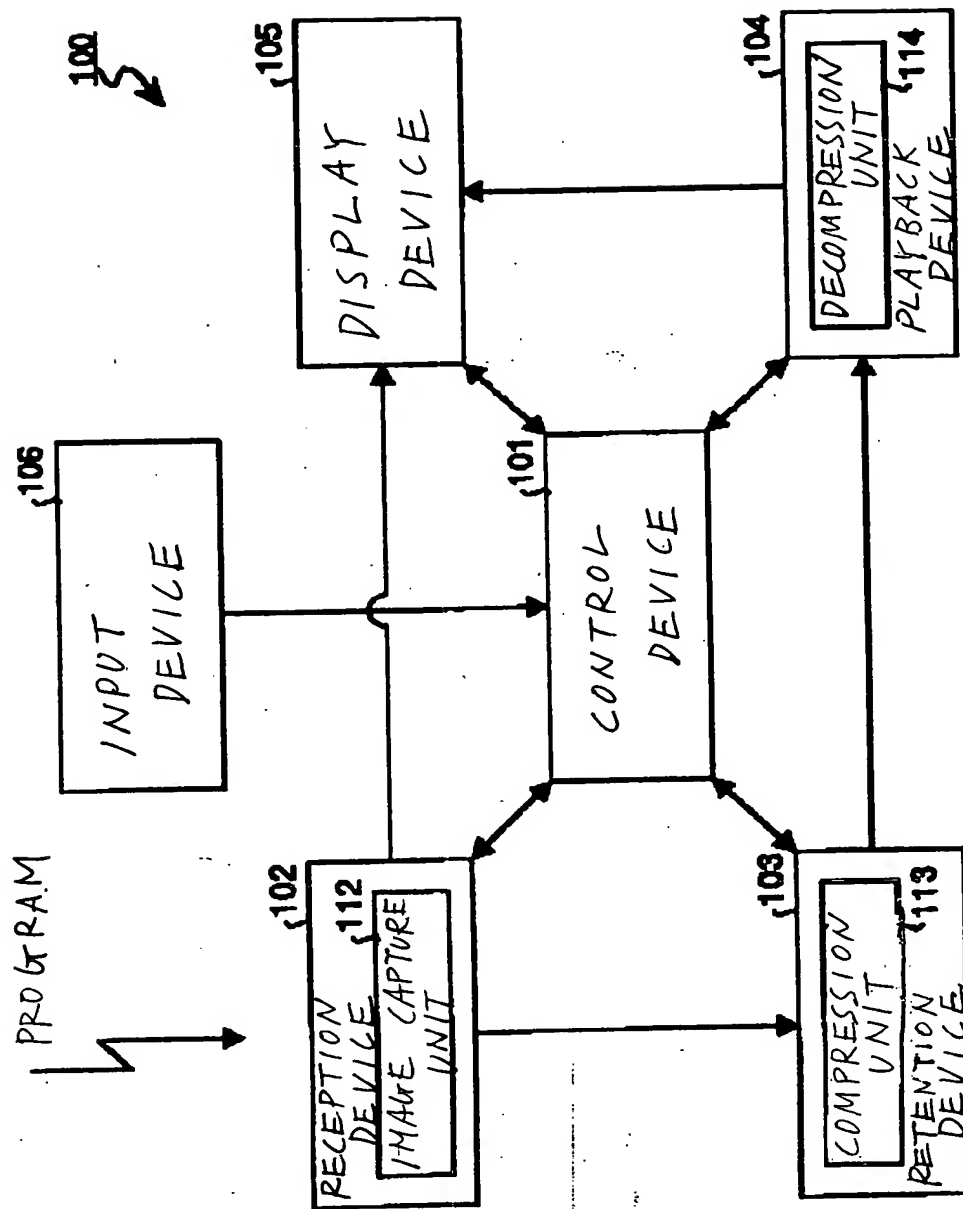 PROGRAM
100
106
INPUT
DEVICE
102
RECEPTION
DEVICE
112
IMAGE CAPTURE
UNIT
105
DISPLAY
DEVICE
101
CONTROL
DEVICE
103
COMPRESSION
UNIT
113
RETENTION
DEVICE
104
DECOMPRESSION
UNIT
114
PLAYBACK
DEVICE